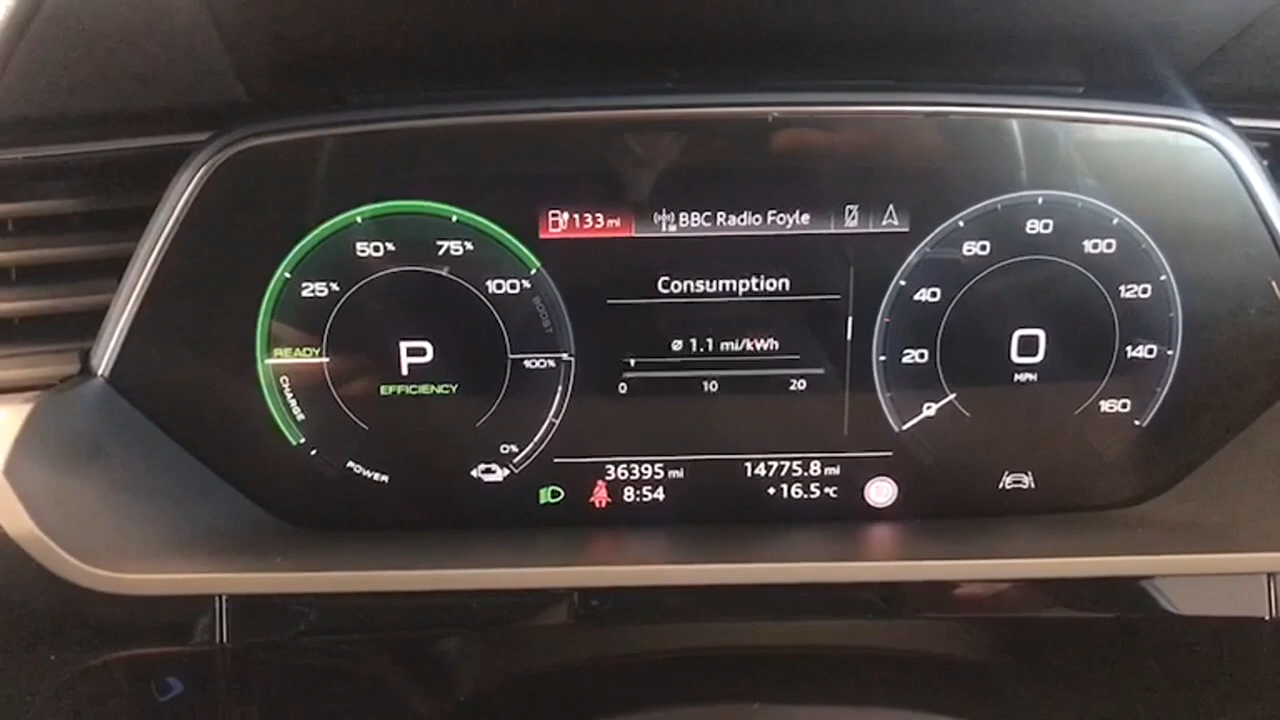 133 mi BBC Radio Foyle
50% 75%
25% 100%
BOOST
READY
P
EFFICIENCY
100%
CHARGE
0%
POWER
Consumption
ø 1.1 mi/kWh
0 10 20
36395 mi 14775.8 mi
8:54 +16.5 °C
80
60 100
40 120
20 140
0 160
0
MPH